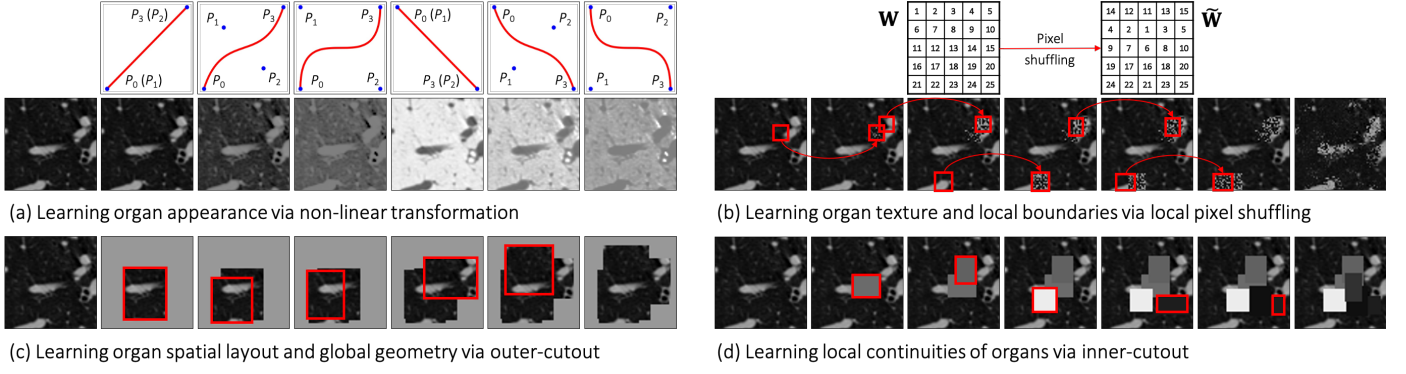 P3 (P2)
P0 (P1)
P1
P3
P0
P2
P1
P3
P0
P2
P0 (P1)
P3 (P2)
P0
P2
P1
P3
P0
P2
P1
P3
(a) Learning organ appearance via non-linear transformation
W
1 2 3 4 5
6 7 8 9 10
11 12 13 14 15
16 17 18 19 20
21 22 23 24 25
Pixel
shuffling
W̃
14 12 11 13 15
1 2 3 4 5
9 7 6 8 10
16 17 18 19 20
24 22 21 23 25
(b) Learning organ texture and local boundaries via local pixel shuffling
(c) Learning organ spatial layout and global geometry via outer-cutout
(d) Learning local continuities of organs via inner-cutout